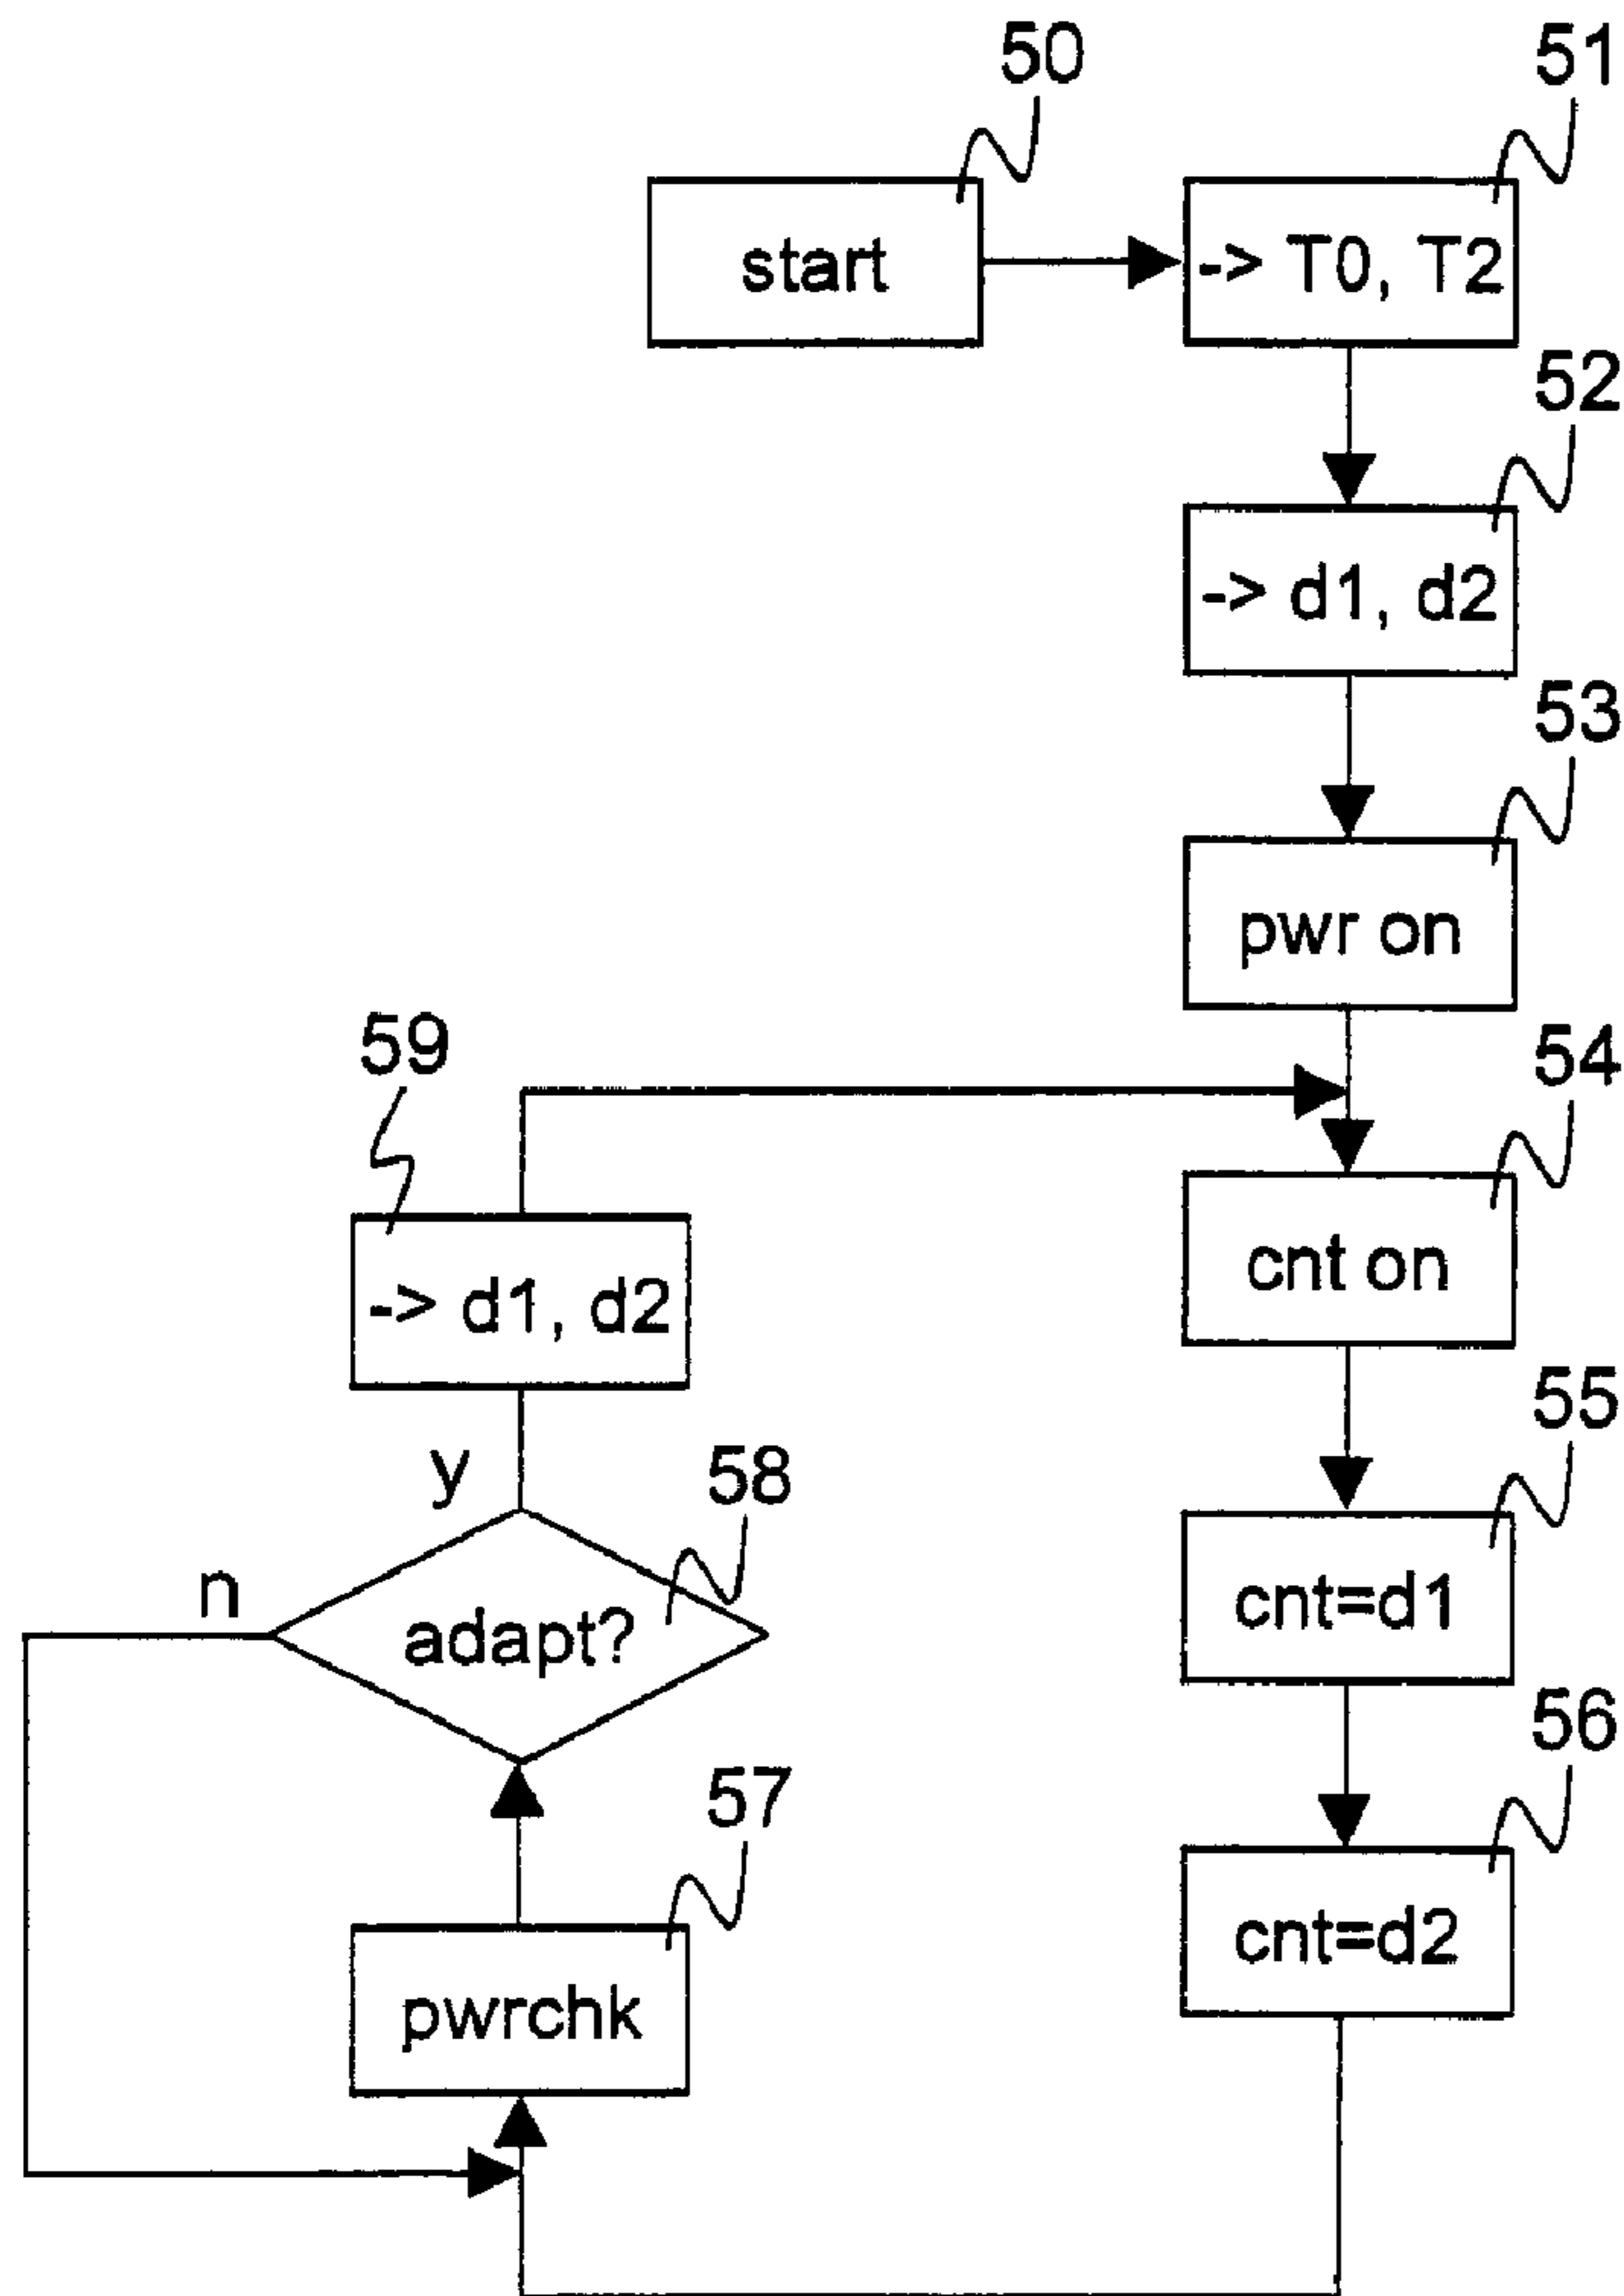 50
51
start
-> T0, T2
52
-> d1, d2
53
pwr on
54
cnt on
55
cnt=d1
56
cnt=d2
57
pwrchk
58
adapt?
y
n
59
-> d1, d2